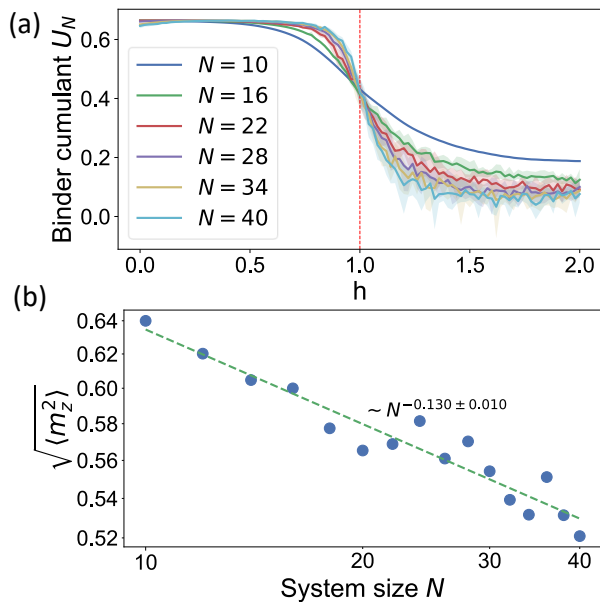 (a)
Binder cumulant U_N
0.6
0.4
0.2
0.0
N = 10
N = 16
N = 22
N = 28
N = 34
N = 40
0.0 0.5 1.0 1.5 2.0
h
(b)
√⟨m_z^2⟩
0.64
0.62
0.60
0.58
0.56
0.54
0.52
~ N^{-0.130 ± 0.010}
10 20 30 40
System size N